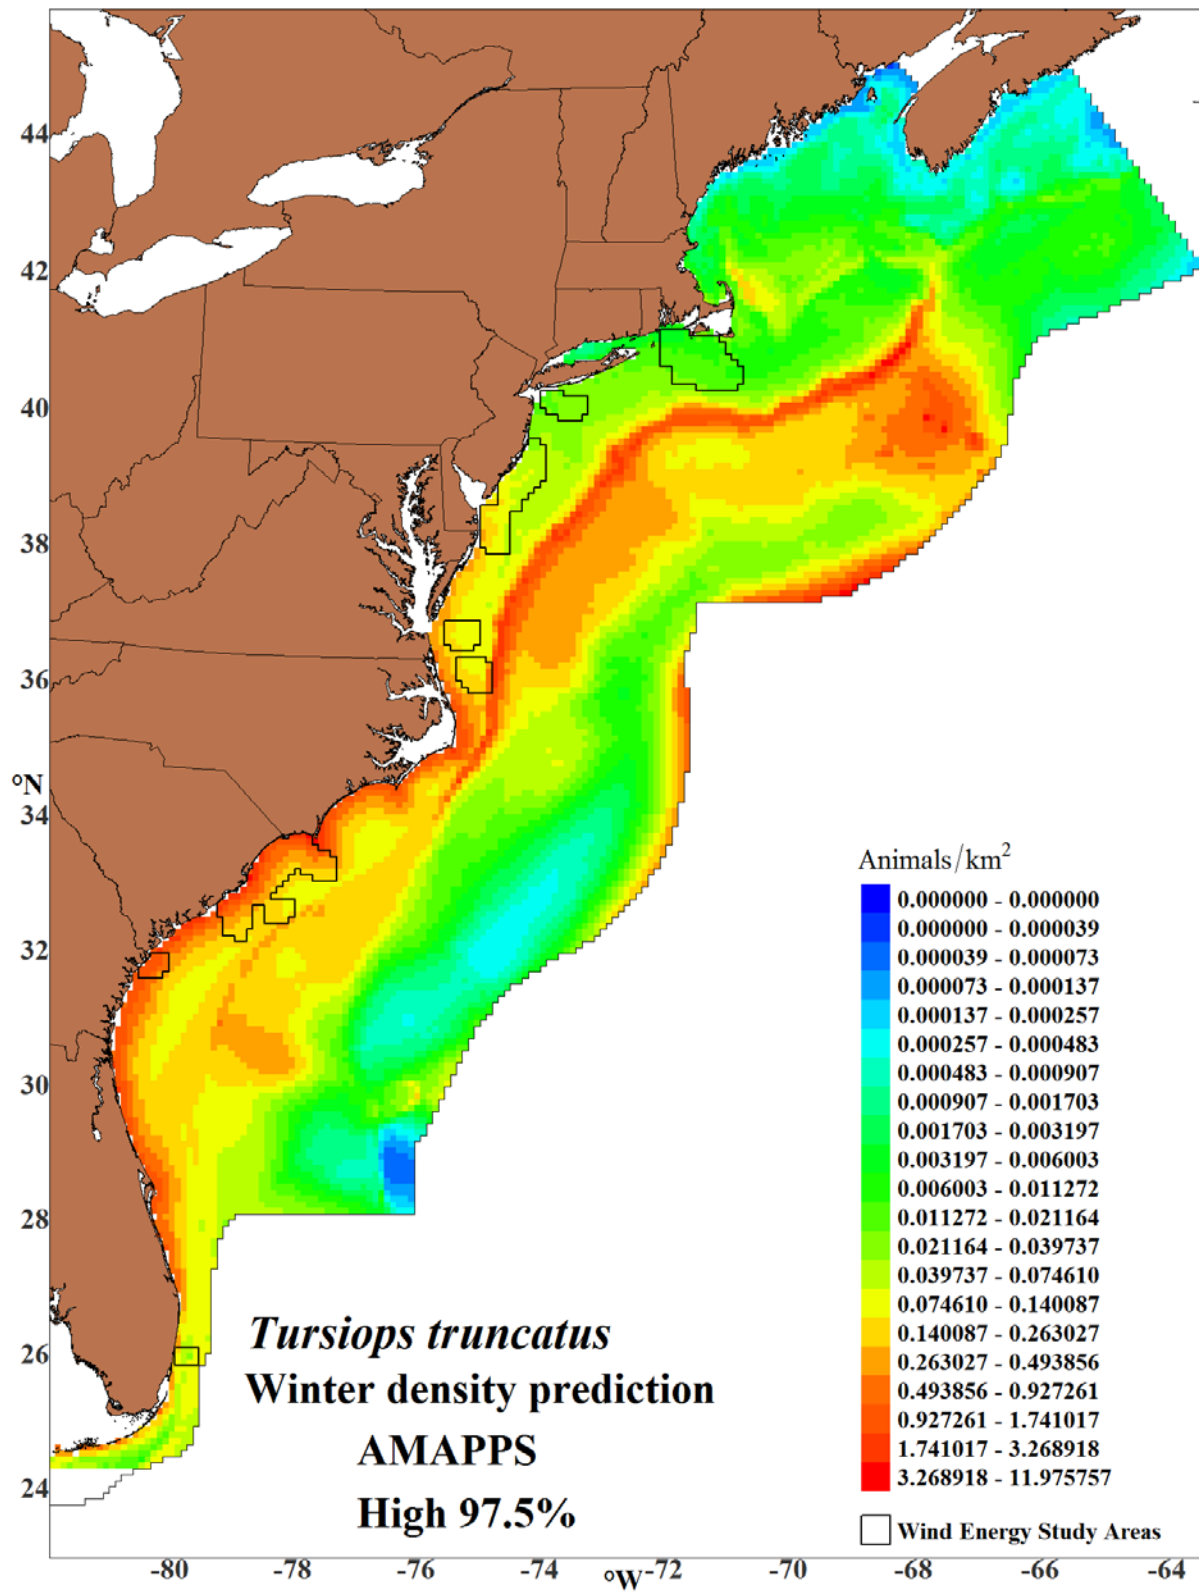 44
42
40
38
36
°N
34
32
30
28
26
24
Animals/km²
0.000000 - 0.000000
0.000000 - 0.000039
0.000039 - 0.000073
0.000073 - 0.000137
0.000137 - 0.000257
0.000257 - 0.000483
0.000483 - 0.000907
0.000907 - 0.001703
0.001703 - 0.003197
0.003197 - 0.006003
0.006003 - 0.011272
0.011272 - 0.021164
0.021164 - 0.039737
0.039737 - 0.074610
0.074610 - 0.140087
0.140087 - 0.263027
0.263027 - 0.493856
0.493856 - 0.927261
0.927261 - 1.741017
1.741017 - 3.268918
3.268918 - 11.975757
Wind Energy Study Areas
Tursiops truncatus
Winter density prediction
AMAPPS
High 97.5%
-80 -78 -76 -74 °W -72 -70 -68 -66 -64